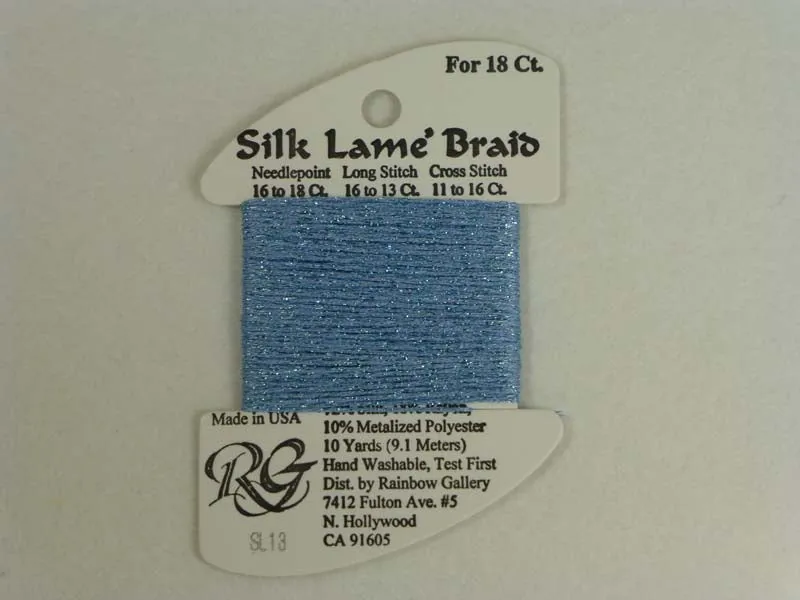 For 18 Ct.
Silk Lamé Braid
Needlepoint Long Stitch Cross Stitch
16 to 18 Ct. 16 to 13 Ct. 11 to 16 Ct.
Made in USA
10% Metalized Polyester
10 Yards (9.1 Meters)
Hand Washable, Test First
Dist. by Rainbow Gallery
7412 Fulton Ave. #5
N. Hollywood
CA 91605
RG
SL13